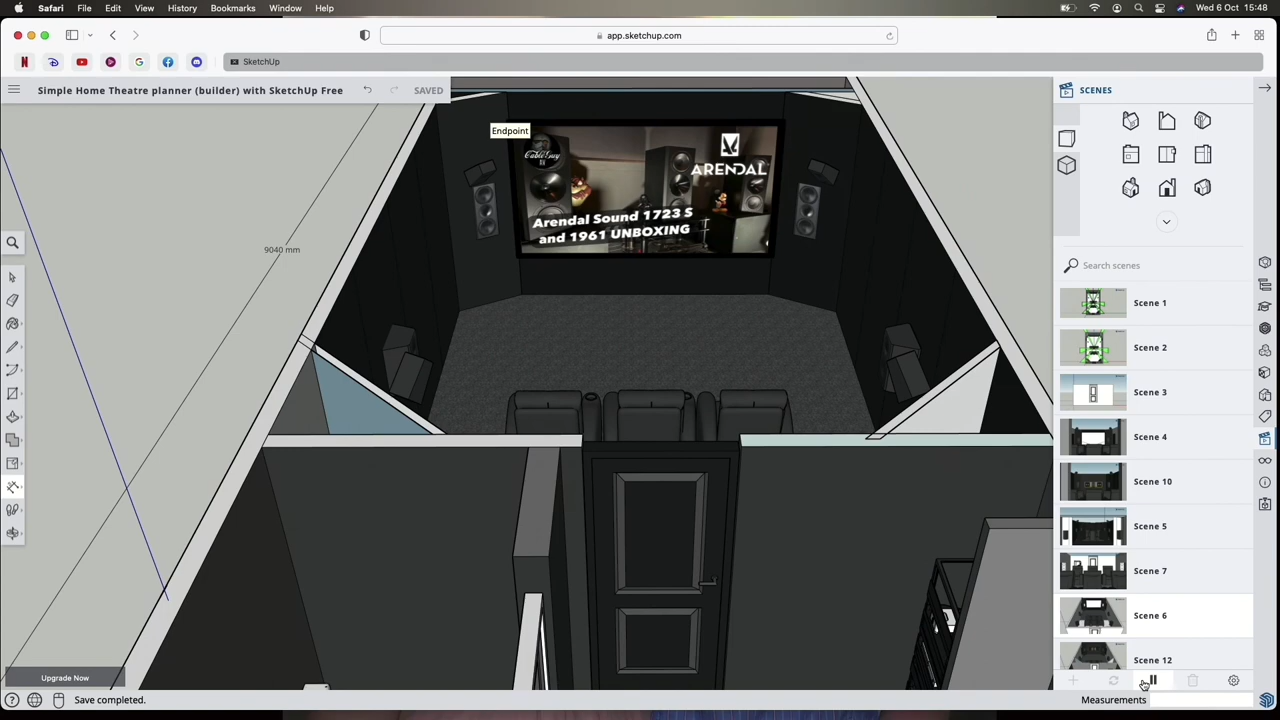 Safari File Edit View History Bookmarks Window Help
Wed 6 Oct 15:48
app.sketchup.com
SketchUp
Simple Home Theatre planner (builder) with SketchUp Free
SAVED
SCENES
Endpoint
Cable Guy
ARENDAL
Arendal Sound 1723 S
and 1961 UNBOXING
9040 mm
Search scenes
Scene 1
Scene 2
Scene 3
Scene 4
Scene 10
Scene 5
Scene 7
Scene 6
Scene 12
Upgrade Now
Save completed.
Measurements